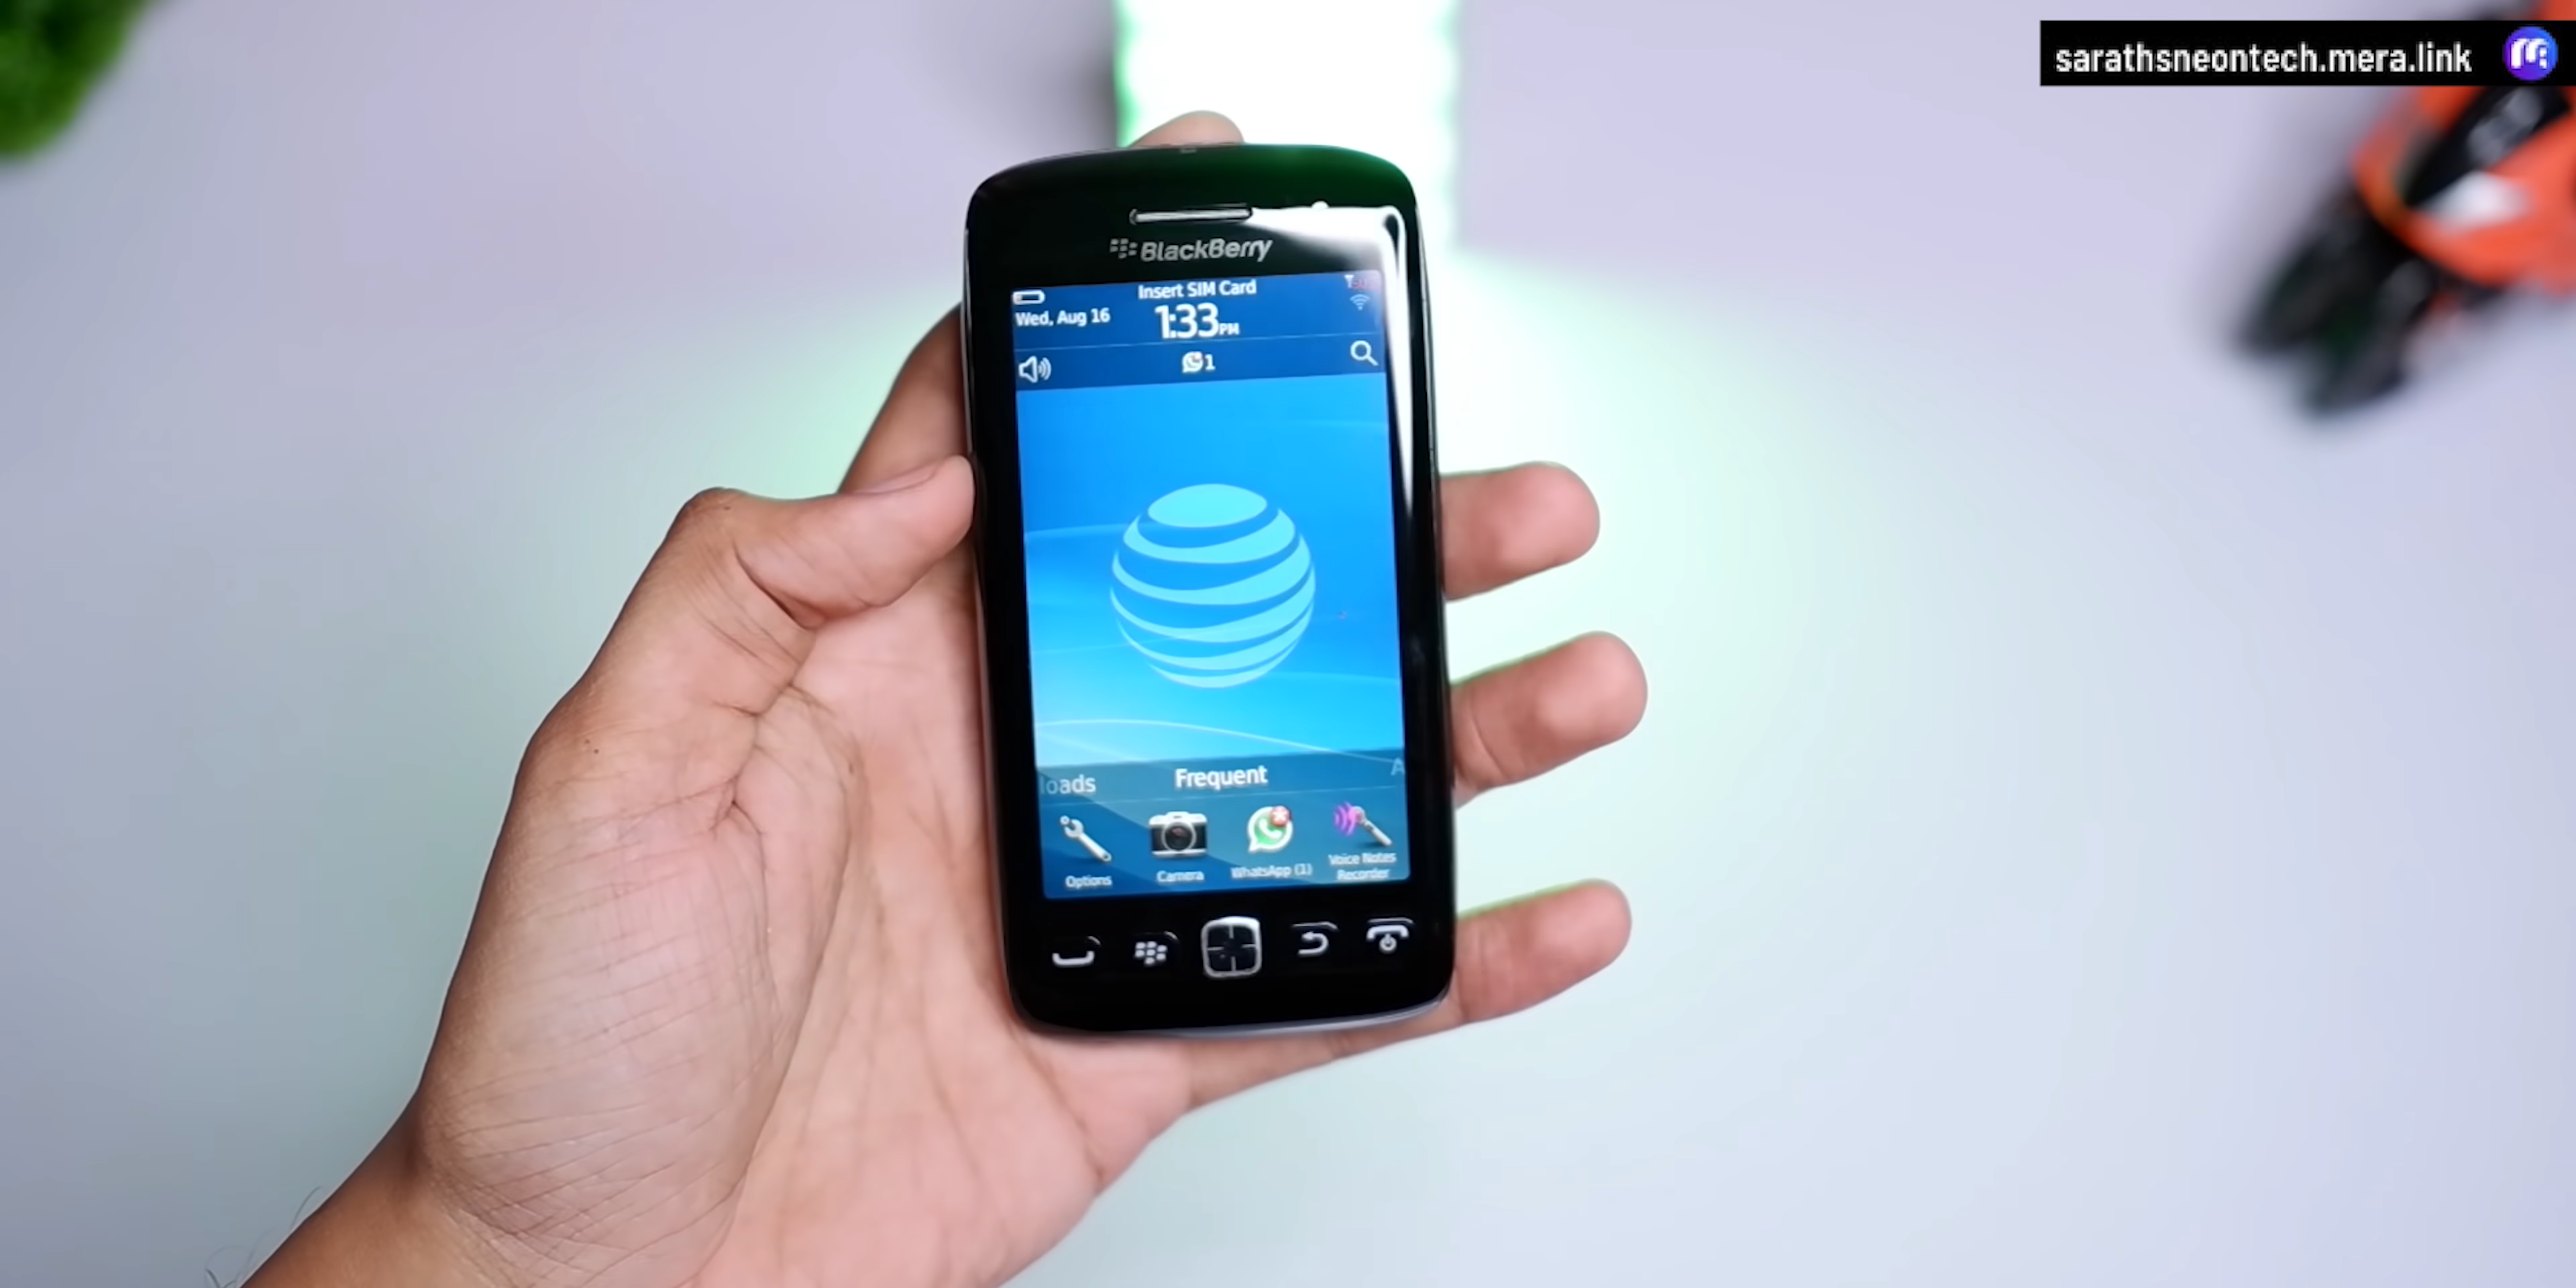 sarathsneontech.mera.link
BlackBerry
Insert SIM Card
Wed, Aug 16
1:33PM
1
loads
Frequent
A
Options
Camera
WhatsApp (1)
Voice Notes
Recorder